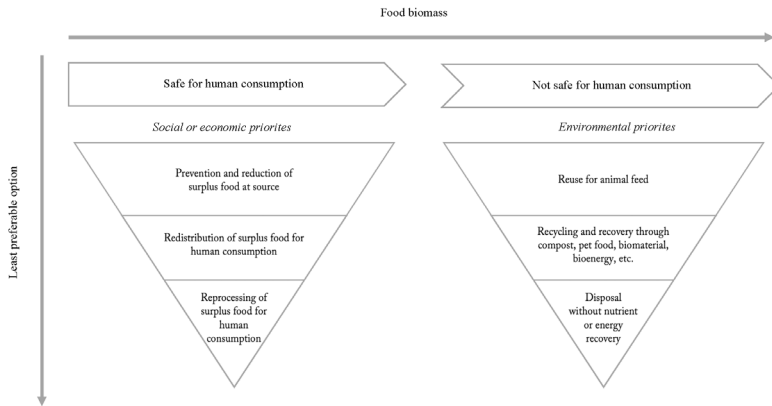 Food biomass
Safe for human consumption
Not safe for human consumption
Social or economic priorites
Environmental priorites
Least preferable option
Prevention and reduction of
surplus food at source
Redistribution of surplus food for
human consumption
Reprocessing of
surplus food for
human
consumption
Reuse for animal feed
Recycling and recovery through
compost, pet food, biomaterial,
bioenergy, etc.
Disposal
without nutrient
or energy
recovery